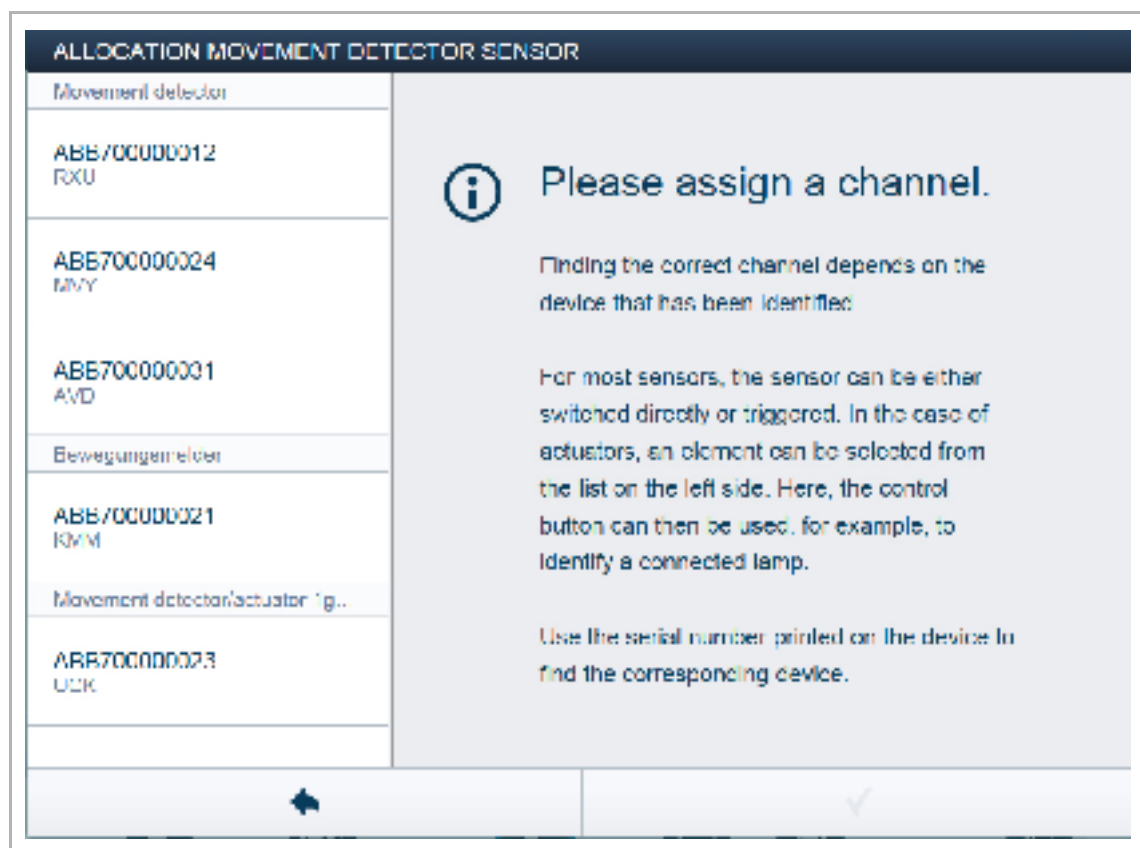 ALLOCATION MOVEMENT DETECTOR SENSOR
Movement detector
ABB700000012
RXU
ABB700000024
MVY
ABB700000031
AVD
Bewegungsmelder
ABB700000021
KMM
Movement detector/actuator 1g...
ABB700000023
Please assign a channel.
Finding the correct channel depends on the
device that has been identified
For most sensors, the sensor can be either
switched directly or triggered. In the case of
actuators, an element can be selected from
the list on the left side. Here, the control
button can then be used, for example, to
identify a connected lamp.
Use the serial number printed on the device to
find the corresponding device.